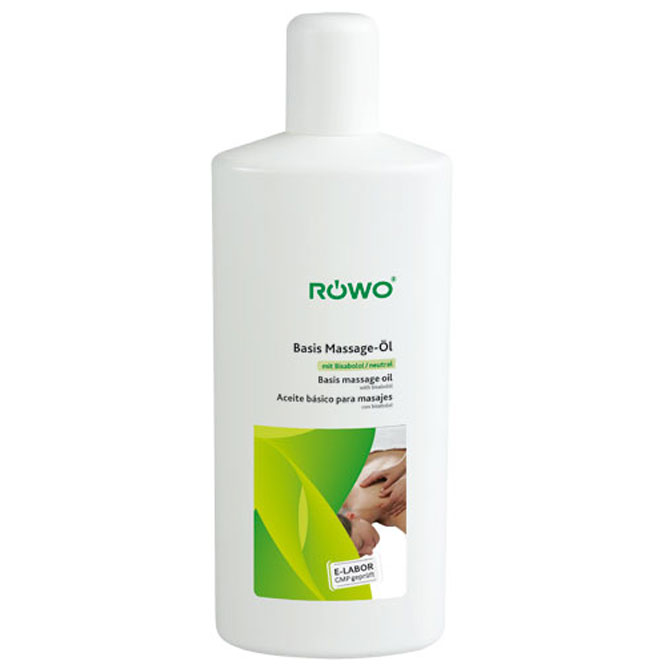 RÖWO®
Basis Massage-Öl
mit Bisabolol / neutral
Basis massage oil
with bisabolol
Aceite básico para masajes
con bisabolol
E-LABOR
GMP geprüft